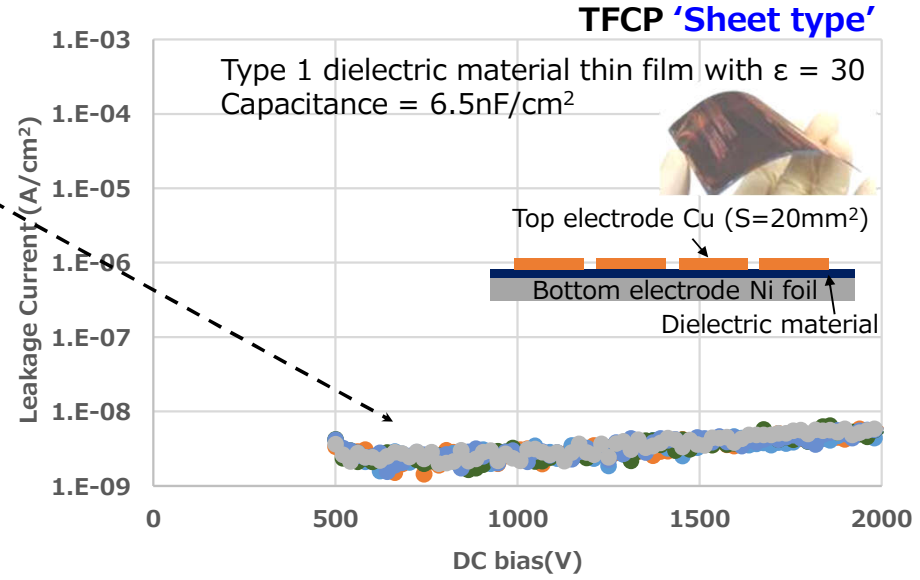 TFCP ‘Sheet type’
1.E-03
1.E-04
1.E-05
1.E-06
1.E-07
1.E-08
1.E-09
Leakage Current (A/cm²)
Type 1 dielectric material thin film with ε = 30
Capacitance = 6.5nF/cm²
Top electrode Cu (S=20mm²)
Bottom electrode Ni foil
Dielectric material
0
500
1000
1500
2000
DC bias(V)